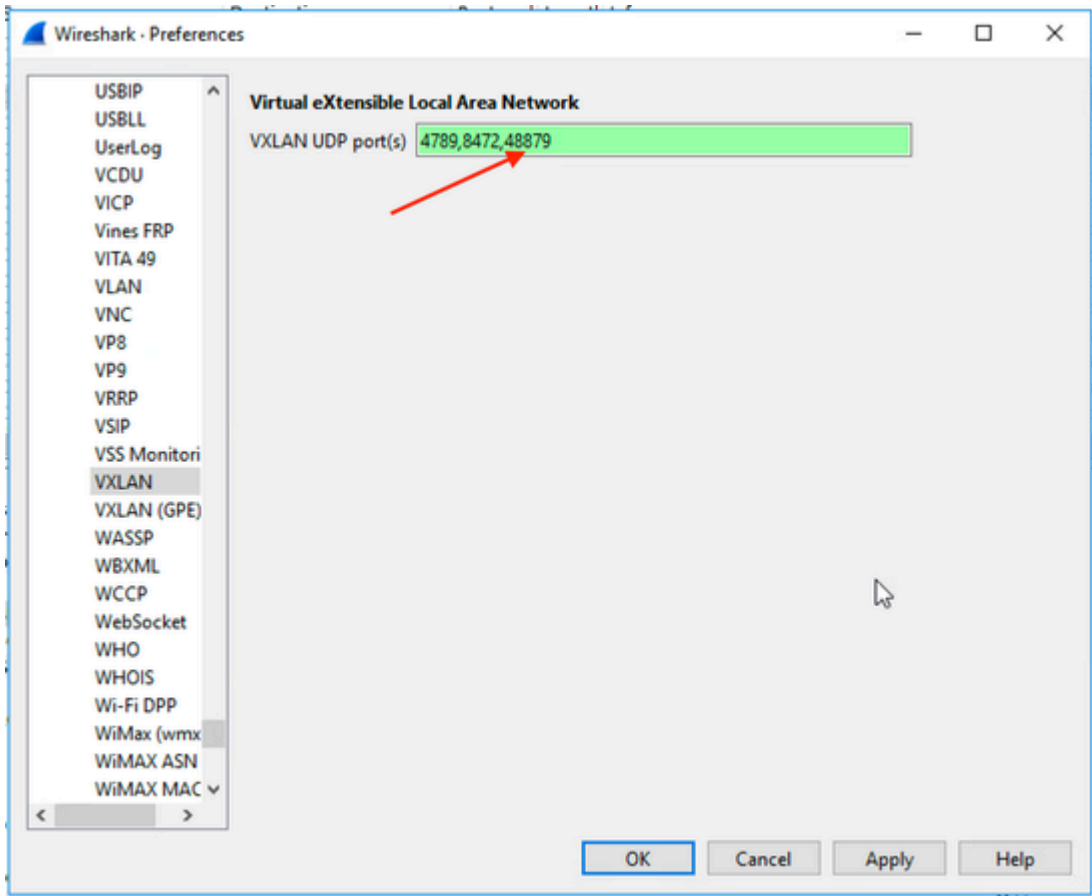 Wireshark · Preferences
USBIP
USBLL
UserLog
VCDU
VICP
Vines FRP
VITA 49
VLAN
VNC
VP8
VP9
VRRP
VSIP
VSS Monitori
VXLAN
VXLAN (GPE)
WASSP
WBXML
WCCP
WebSocket
WHO
WHOIS
Wi-Fi DPP
WiMax (wmx
WiMAX ASN
WiMAX MAC
Virtual eXtensible Local Area Network
VXLAN UDP port(s) 4789,8472,48879
OK Cancel Apply Help